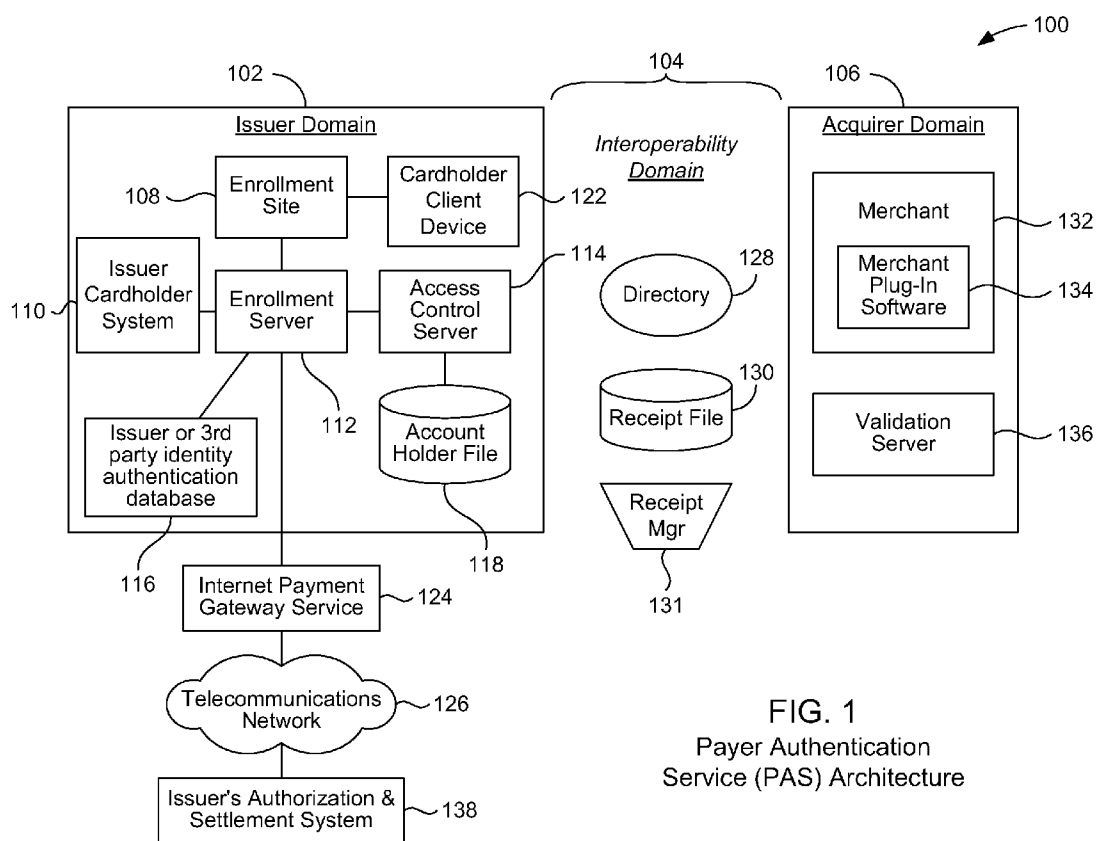 100
102
104
106
Issuer Domain
Interoperability
Domain
Acquirer Domain
108
Enrollment
Site
Cardholder
Client
Device
122
Merchant
132
Merchant
Plug-In
Software
134
110
Issuer
Cardholder
System
Enrollment
Server
112
Access
Control
Server
114
Directory
128
Issuer or 3rd
party identity
authentication
database
116
Account
Holder File
118
Receipt File
130
Validation
Server
136
Receipt
Mgr
131
Internet Payment
Gateway Service
124
Telecommunications
Network
126
Issuer's Authorization &
Settlement System
138
FIG. 1
Payer Authentication
Service (PAS) Architecture